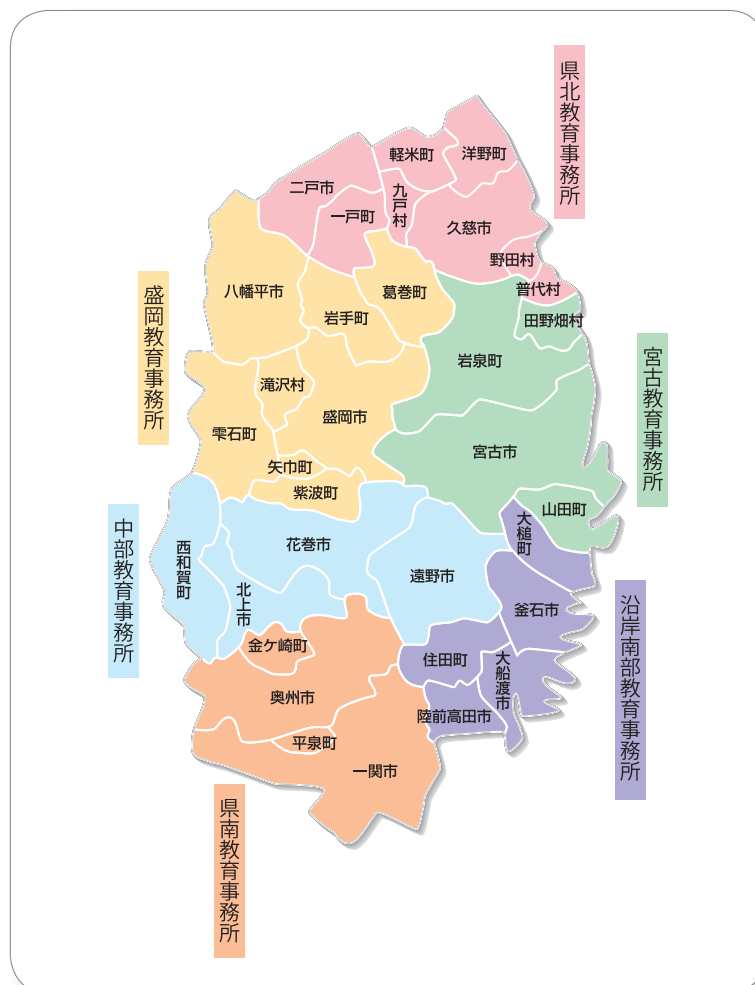 県北教育事務所
洋野町
軽米町
二戸市
九戸村
一戸町
久慈市
野田村
普代村
盛岡教育事務所
八幡平市
葛巻町
岩手町
滝沢村
盛岡市
雫石町
矢巾町
紫波町
宮古教育事務所
田野畑村
岩泉町
宮古市
山田町
中部教育事務所
西和賀町
花巻市
北上市
遠野市
沿岸南部教育事務所
大槌町
釜石市
住田町
大船渡市
陸前高田市
県南教育事務所
金ケ崎町
奥州市
平泉町
一関市